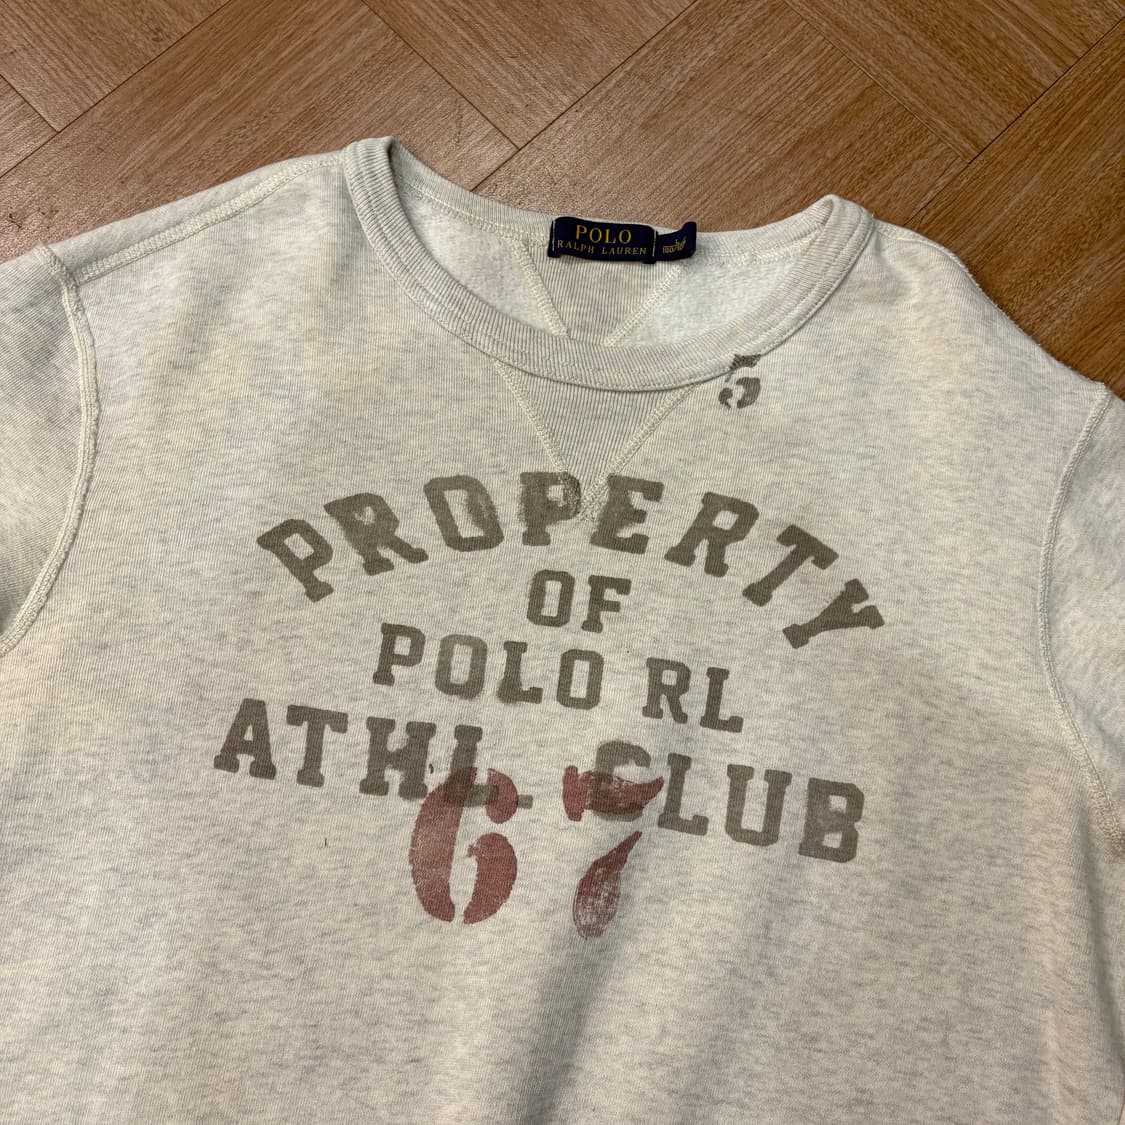 POLO
RALPH LAUREN
5
PROPERTY
OF
POLO RL
ATHL. CLUB
67